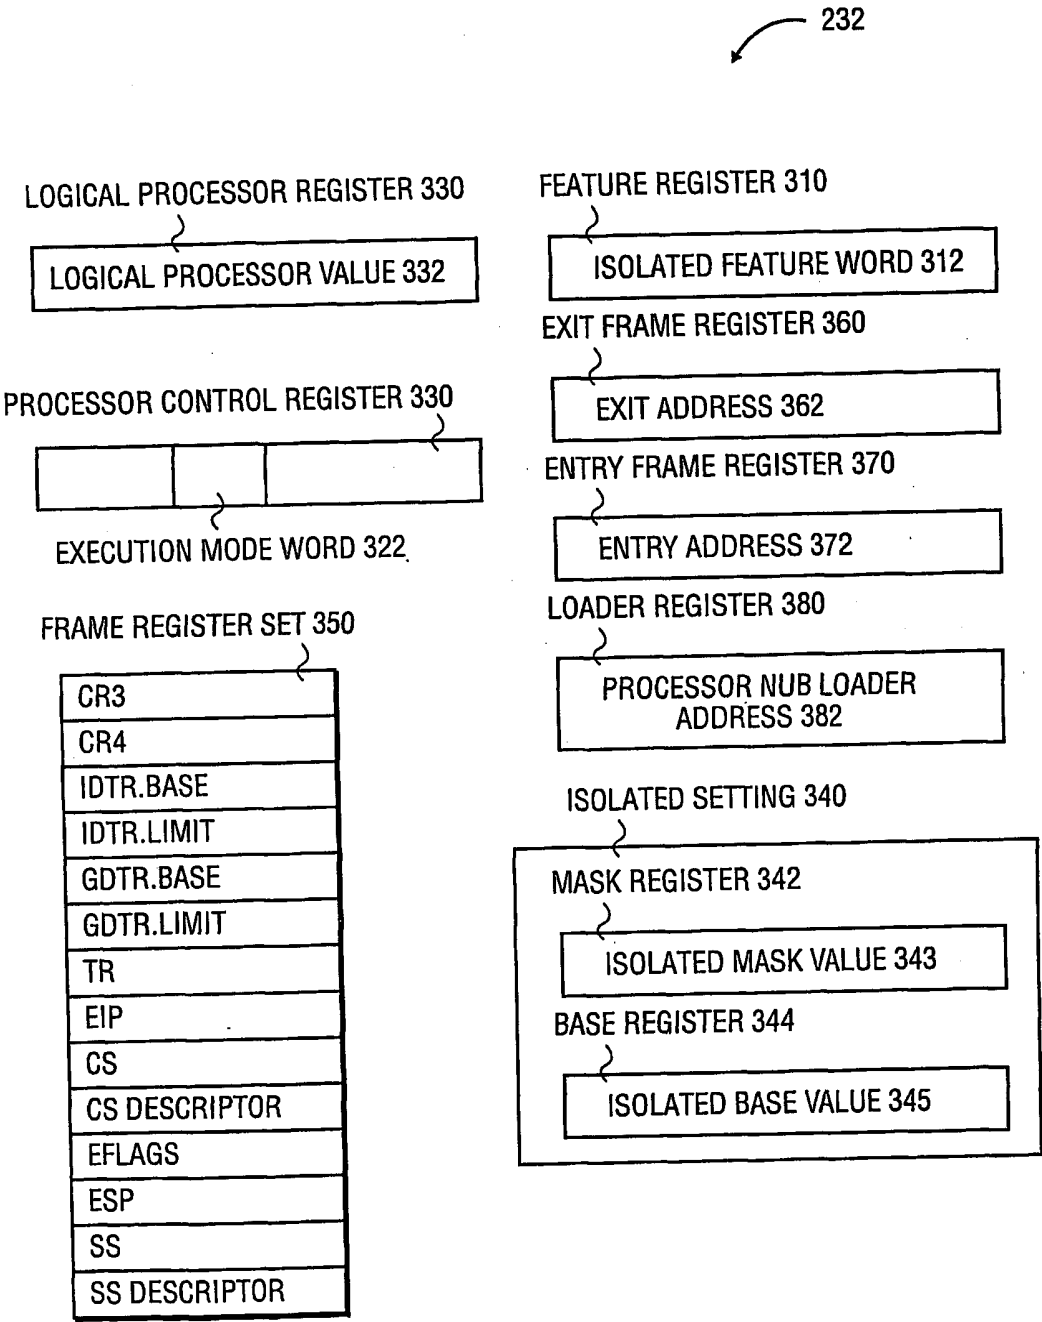 232
LOGICAL PROCESSOR REGISTER 330
LOGICAL PROCESSOR VALUE 332
PROCESSOR CONTROL REGISTER 330
EXECUTION MODE WORD 322
FRAME REGISTER SET 350
CR3
CR4
IDTR.BASE
IDTR.LIMIT
GDTR.BASE
GDTR.LIMIT
TR
EIP
CS
CS DESCRIPTOR
EFLAGS
ESP
SS
SS DESCRIPTOR
FEATURE REGISTER 310
ISOLATED FEATURE WORD 312
EXIT FRAME REGISTER 360
EXIT ADDRESS 362
ENTRY FRAME REGISTER 370
ENTRY ADDRESS 372
LOADER REGISTER 380
PROCESSOR NUB LOADER
ADDRESS 382
ISOLATED SETTING 340
MASK REGISTER 342
ISOLATED MASK VALUE 343
BASE REGISTER 344
ISOLATED BASE VALUE 345